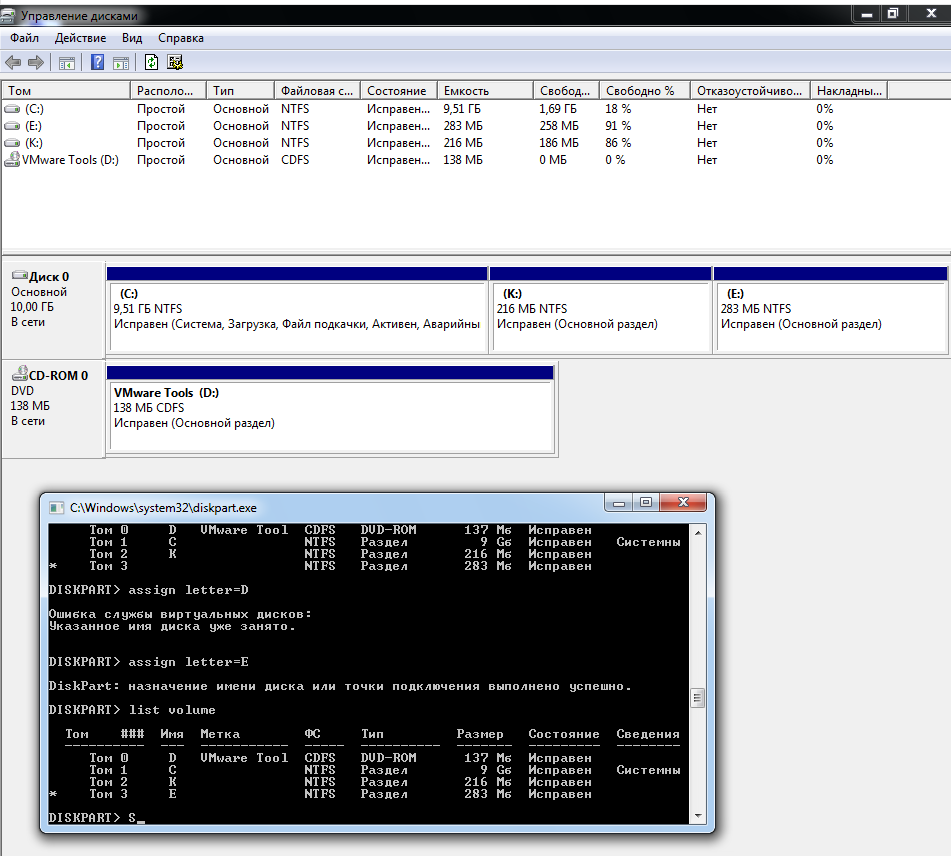 Управление дисками
Файл Действие Вид Справка
Том Располо... Тип Файловая с... Состояние Емкость Свобод... Свободно % Отказоустойчиво... Накладны...
(C:) Простой Основной NTFS Исправен... 9,51 ГБ 1,69 ГБ 18 % Нет 0%
(E:) Простой Основной NTFS Исправен... 283 МБ 258 МБ 91 % Нет 0%
(K:) Простой Основной NTFS Исправен... 216 МБ 186 МБ 86 % Нет 0%
VMware Tools (D:) Простой Основной CDFS Исправен... 138 МБ 0 МБ 0 % Нет 0%
Диск 0
Основной
10,00 ГБ
В сети
(C:)
9,51 ГБ NTFS
Исправен (Система, Загрузка, Файл подкачки, Активен, Аварийны
(K:)
216 МБ NTFS
Исправен (Основной раздел)
(E:)
283 МБ NTFS
Исправен (Основной раздел)
CD-ROM 0
DVD
138 МБ
В сети
VMware Tools (D:)
138 МБ CDFS
Исправен (Основной раздел)
C:\Windows\system32\diskpart.exe
Том 0 D VMware Tool CDFS DVD-ROM 137 Мб Исправен
Том 1 C NTFS Раздел 9 Gб Исправен Системны
Том 2 K NTFS Раздел 216 Мб Исправен
* Том 3 NTFS Раздел 283 Мб Исправен
DISKPART> assign letter=D
Ошибка службы виртуальных дисков:
Указанное имя диска уже занято.
DISKPART> assign letter=E
DiskPart: назначение имени диска или точки подключения выполнено успешно.
DISKPART> list volume
Том ### Имя Метка ФС Тип Размер Состояние Сведения
---------- --- ----------- ----- ---------- ------- --------- --------
Том 0 D VMware Tool CDFS DVD-ROM 137 Мб Исправен
Том 1 C NTFS Раздел 9 Gб Исправен Системны
Том 2 K NTFS Раздел 216 Мб Исправен
* Том 3 E NTFS Раздел 283 Мб Исправен
DISKPART> S_